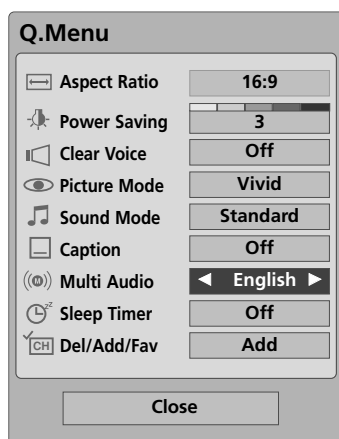 Q.Menu
Aspect Ratio 16:9
Power Saving 3
Clear Voice Off
Picture Mode Vivid
Sound Mode Standard
Caption Off
Multi Audio ◀ English ▶
Sleep Timer Off
Del/Add/Fav Add
Close